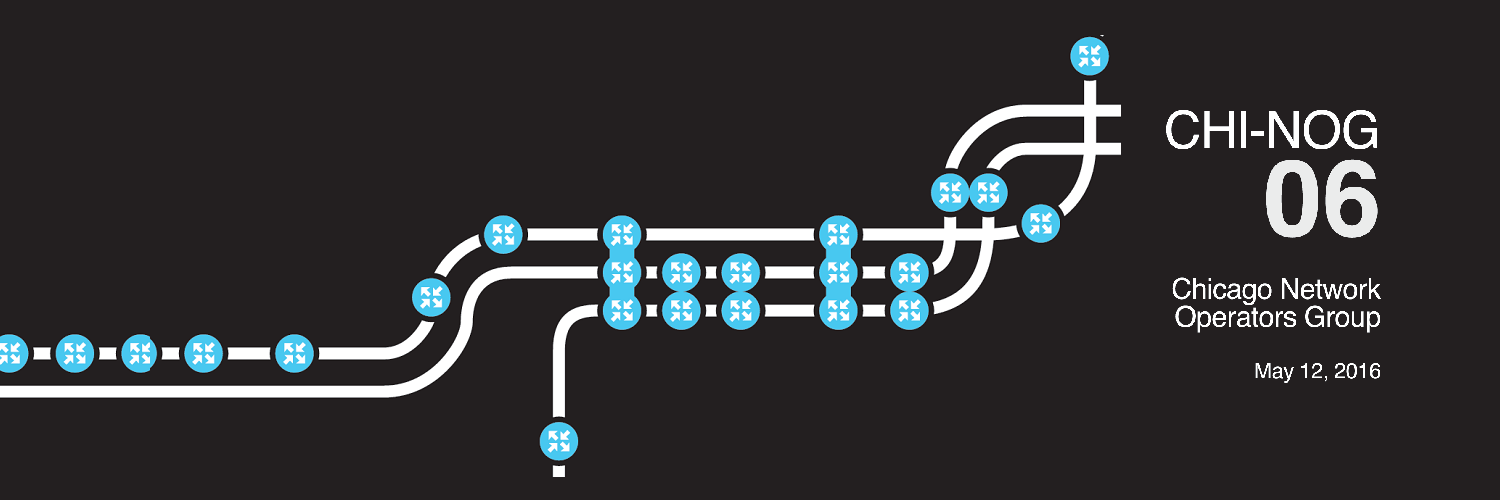 CHI-NOG
06
Chicago Network
Operators Group
May 12, 2016